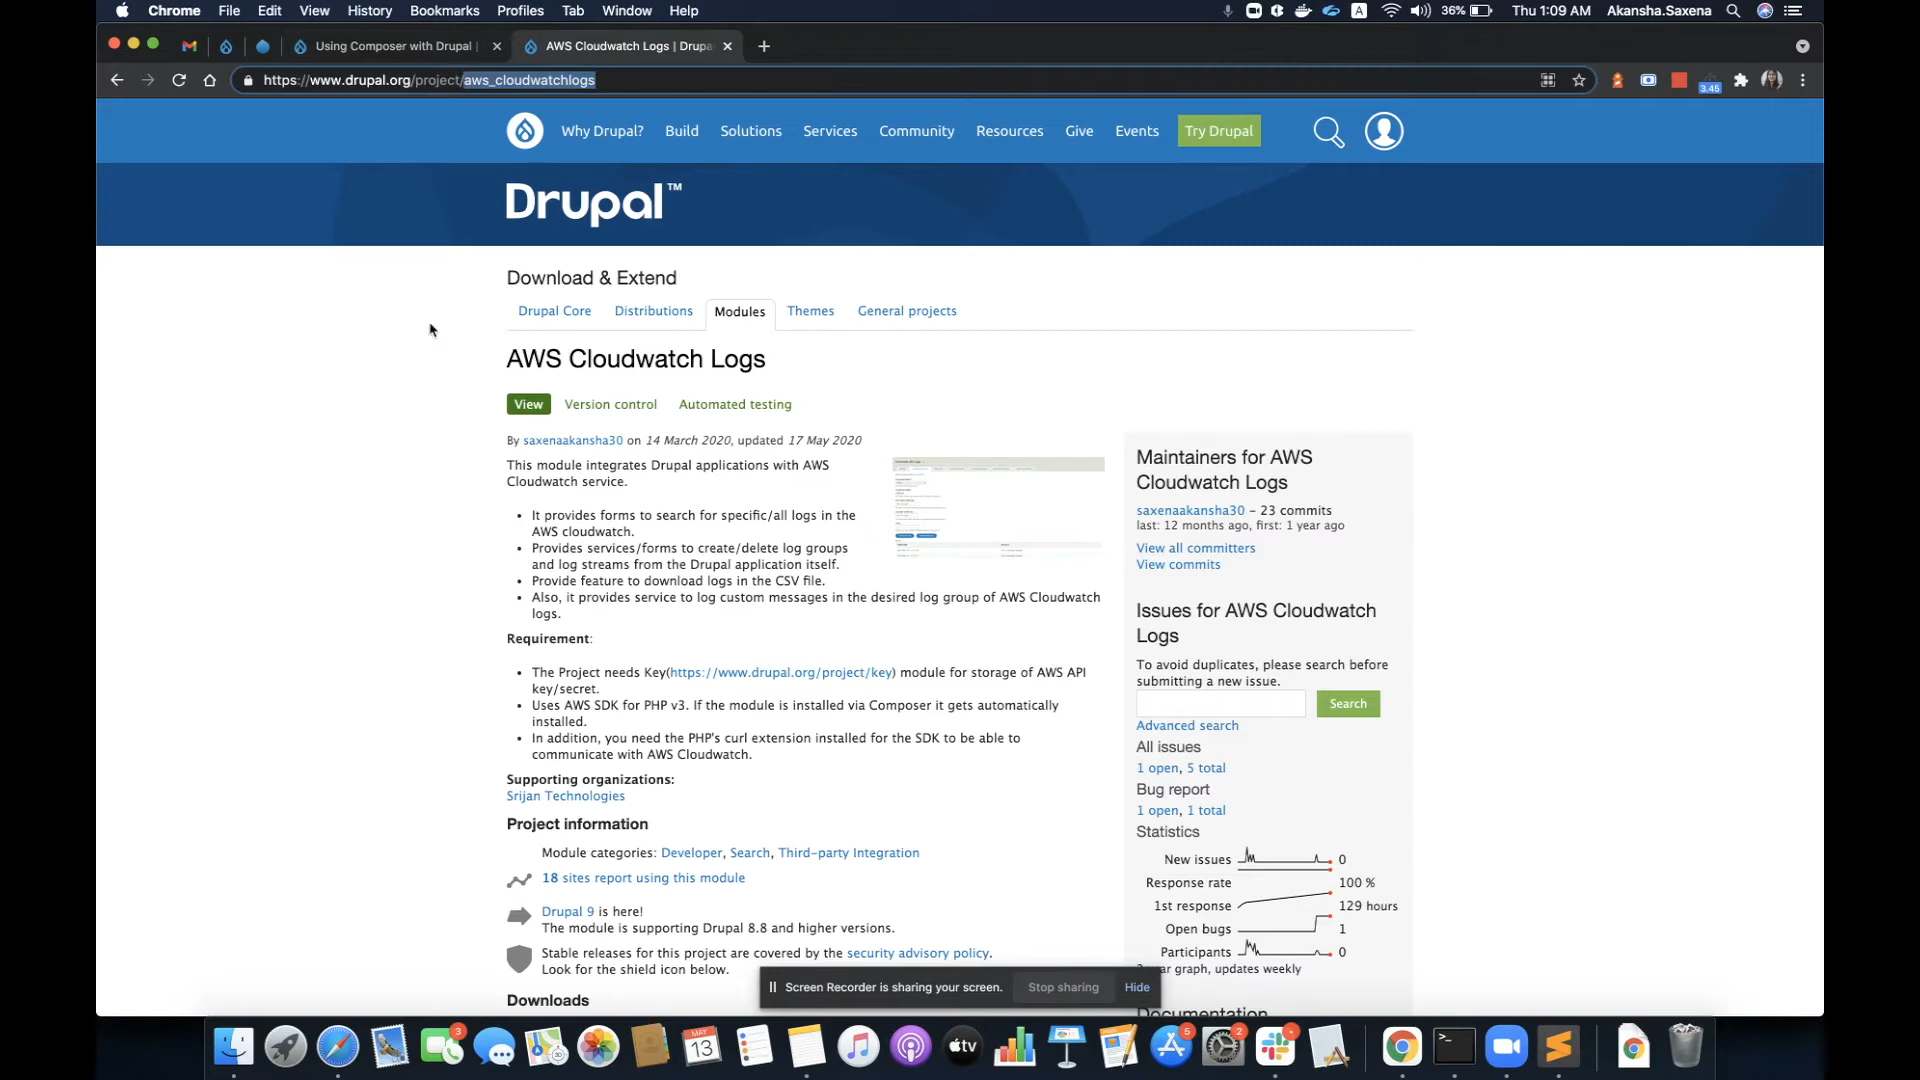 Chrome File Edit View History Bookmarks Profiles Tab Window Help
A 36% Thu 1:09 AM Akansha.Saxena
Using Composer with Drupal
AWS Cloudwatch Logs | Drupa
https://www.drupal.org/project/aws_cloudwatchlogs
3.45
Why Drupal? Build Solutions Services Community Resources Give Events Try Drupal
Drupal™
Download & Extend
Drupal Core Distributions Modules Themes General projects
AWS Cloudwatch Logs
View Version control Automated testing
By saxenaakansha30 on 14 March 2020, updated 17 May 2020
This module integrates Drupal applications with AWS
Cloudwatch service.
• It provides forms to search for specific/all logs in the
AWS cloudwatch.
• Provides services/forms to create/delete log groups
and log streams from the Drupal application itself.
• Provide feature to download logs in the CSV file.
• Also, it provides service to log custom messages in the desired log group of AWS Cloudwatch
logs.
Requirement:
• The Project needs Key(https://www.drupal.org/project/key) module for storage of AWS API
key/secret.
• Uses AWS SDK for PHP v3. If the module is installed via Composer it gets automatically
installed.
• In addition, you need the PHP's curl extension installed for the SDK to be able to
communicate with AWS Cloudwatch.
Supporting organizations:
Srijan Technologies
Project information
Module categories: Developer, Search, Third-party Integration
18 sites report using this module
Drupal 9 is here!
The module is supporting Drupal 8.8 and higher versions.
Stable releases for this project are covered by the security advisory policy.
Look for the shield icon below.
Downloads
Maintainers for AWS
Cloudwatch Logs
saxenaakansha30 – 23 commits
last: 12 months ago, first: 1 year ago
View all committers
View commits
Issues for AWS Cloudwatch
Logs
To avoid duplicates, please search before
submitting a new issue.
Search
Advanced search
All issues
1 open, 5 total
Bug report
1 open, 1 total
Statistics
New issues 0
Response rate 100 %
1st response 129 hours
Open bugs 1
Participants 0
graph, updates weekly
Documentation
Screen Recorder is sharing your screen. Stop sharing Hide
3
MAY
13
tv
5
2